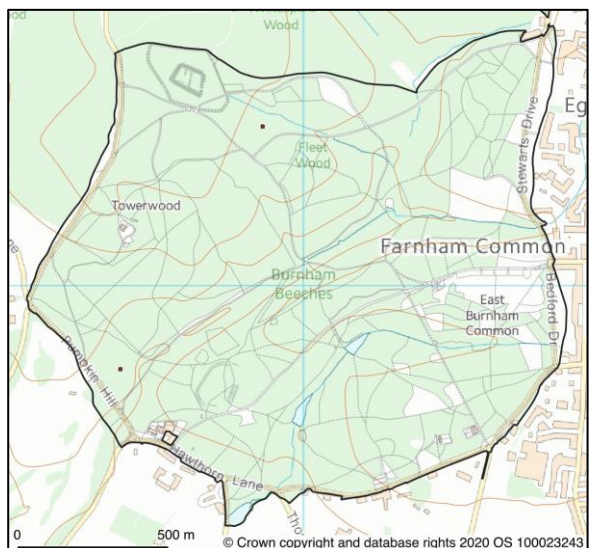 Wood
Eg
Stewarts Drive
Fleet
Wood
Towerwood
Farnham Common
Burnham
Beeches
East
Burnham
Common
Bedford Dr
Pumpkin Hill
Hawthorn Lane
0 500 m
© Crown copyright and database rights 2020 OS 100023243